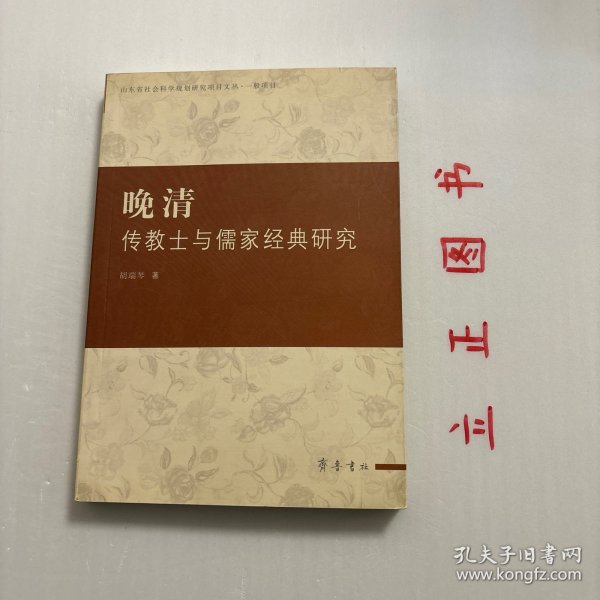 山东省社会科学规划研究项目文丛·一般项目
晚清
传教士与儒家经典研究
胡瑞琴 著
齐鲁书社
立正图书
孔夫子旧书网
www.kongfz.com